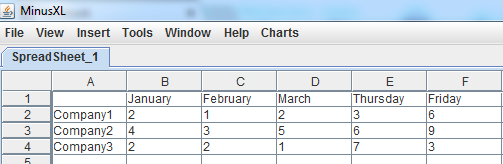 MinusXL
File View Insert Tools Window Help Charts
SpreadSheet_1
A B C D E F
1 January February March Thursday Friday
2 Company1 2 1 2 3 6
3 Company2 4 3 5 6 9
4 Company3 2 2 1 7 3